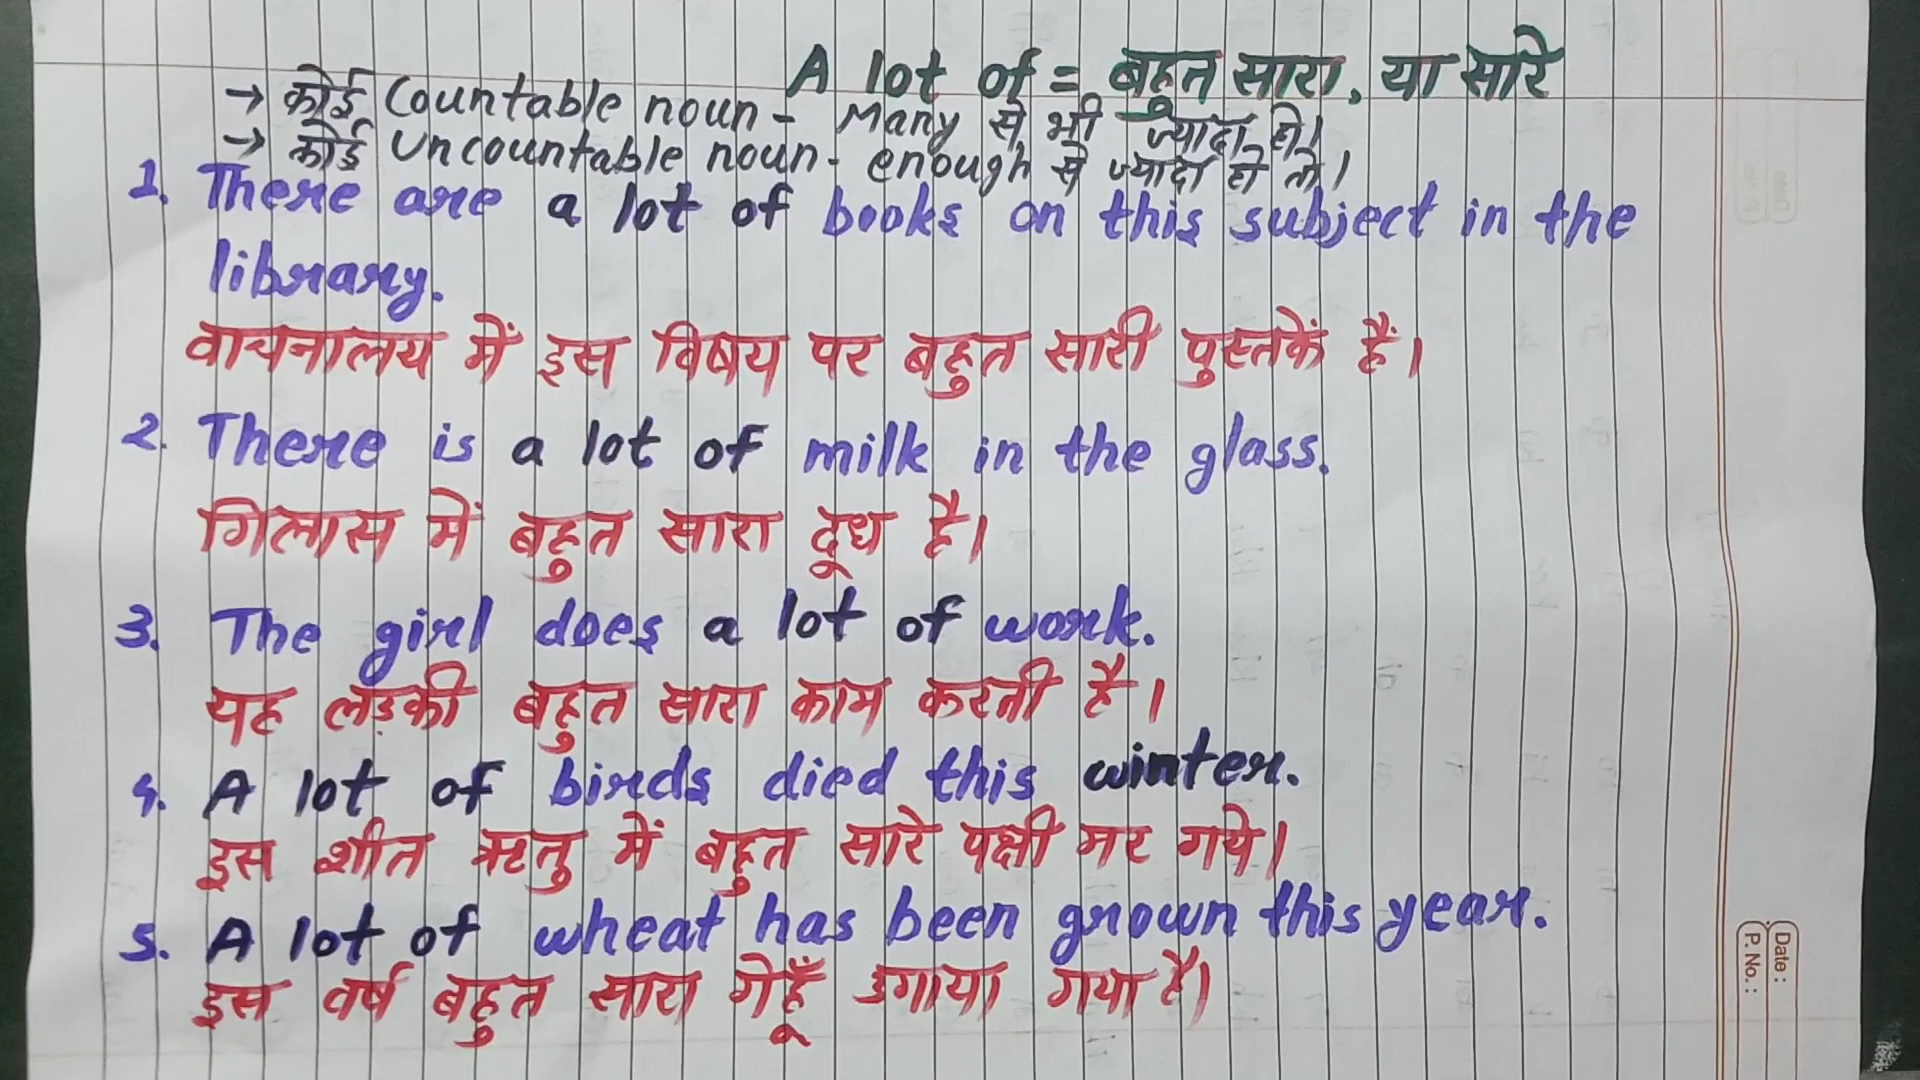 A lot of = बहुत सारा, या सारे
→ कोई Countable noun - Many से भी ज्यादा हो।
→ कोई Uncountable noun - enough से ज्यादा हो तो।
1. There are a lot of books on this subject in the
library.
वाचनालय में इस विषय पर बहुत सारी पुस्तकें हैं।
2. There is a lot of milk in the glass.
गिलास में बहुत सारा दूध है।
3. The girl does a lot of work.
यह लड़की बहुत सारा काम करती है।
4. A lot of birds died this winter.
इस शीत ऋतु में बहुत सारे पक्षी मर गये।
5. A lot of wheat has been grown this year.
इस वर्ष बहुत सारा गेहूँ उगाया गया है।
Date :
P. No. :